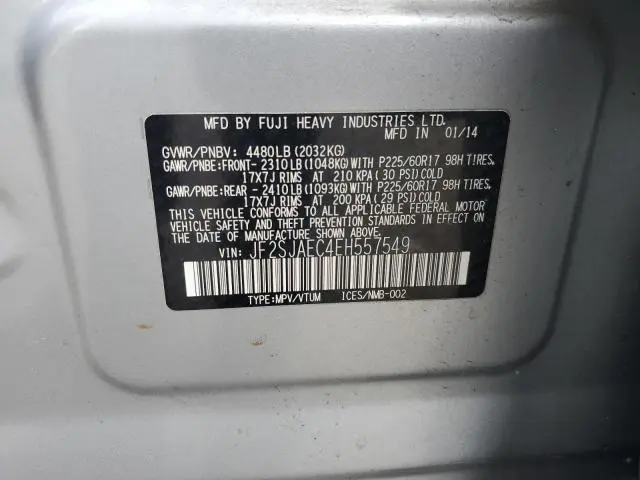 MFD BY FUJI HEAVY INDUSTRIES LTD.
MFD IN 01/14
GVWR/PNBV: 4480LB (2032KG)
GAWR/PNBE:FRONT- 2310LB (1048KG) WITH P225/60R17 98H TIRES,
17X7J RIMS AT 210 KPA (30 PSI) COLD
GAWR/PNBE:REAR - 2410LB (1093KG) WITH P225/60R17 98H TIRES,
17X7J RIMS AT 200 KPA (29 PSI) COLD
THIS VEHICLE CONFORMS TO ALL APPLICABLE FEDERAL MOTOR
VEHICLE SAFETY AND THEFT PREVENTION STANDARDS IN
EFFECT ON THE DATE OF MANUFACTURE SHOWN ABOVE.
VIN: JF2SJAEC4EH557549
TYPE:MPV/VTUM ICES/NMB-002